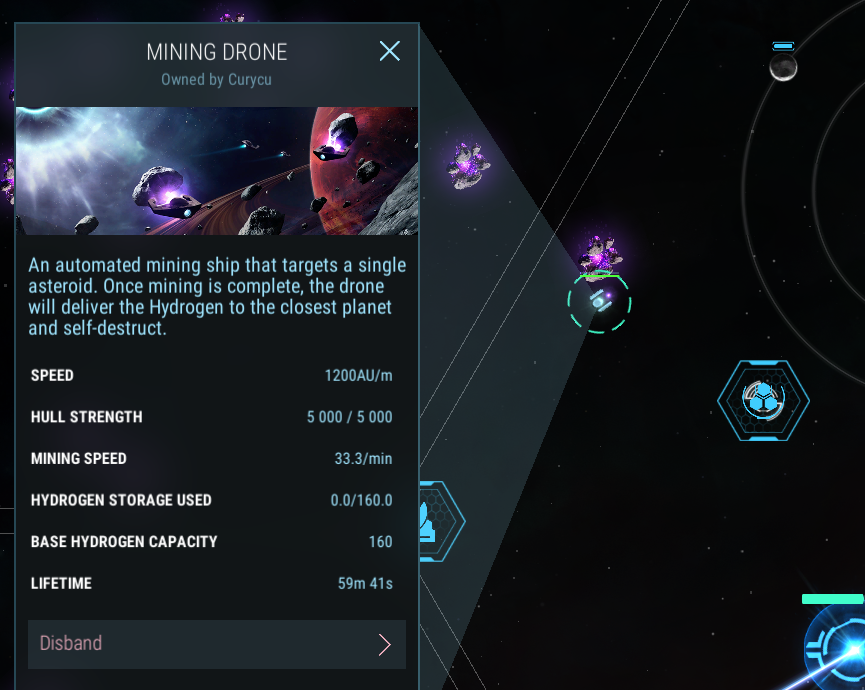 MINING DRONE
Owned by Curycu
An automated mining ship that targets a single
asteroid. Once mining is complete, the drone
will deliver the Hydrogen to the closest planet
and self-destruct.
SPEED 1200AU/m
HULL STRENGTH 5 000 / 5 000
MINING SPEED 33.3/min
HYDROGEN STORAGE USED 0.0/160.0
BASE HYDROGEN CAPACITY 160
LIFETIME 59m 41s
Disband